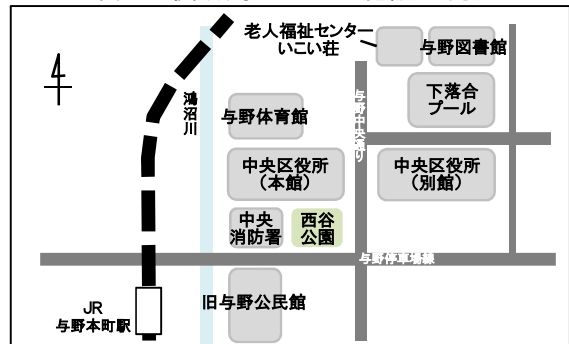 老人福祉センター
いこい荘
与野図書館
鴻沼川
与野体育館
与野中央通り
下落合
プール
中央区役所
（本館）
中央区役所
（別館）
中央
消防署
西谷
公園
与野停車場線
JR
与野本町駅
旧与野公民館